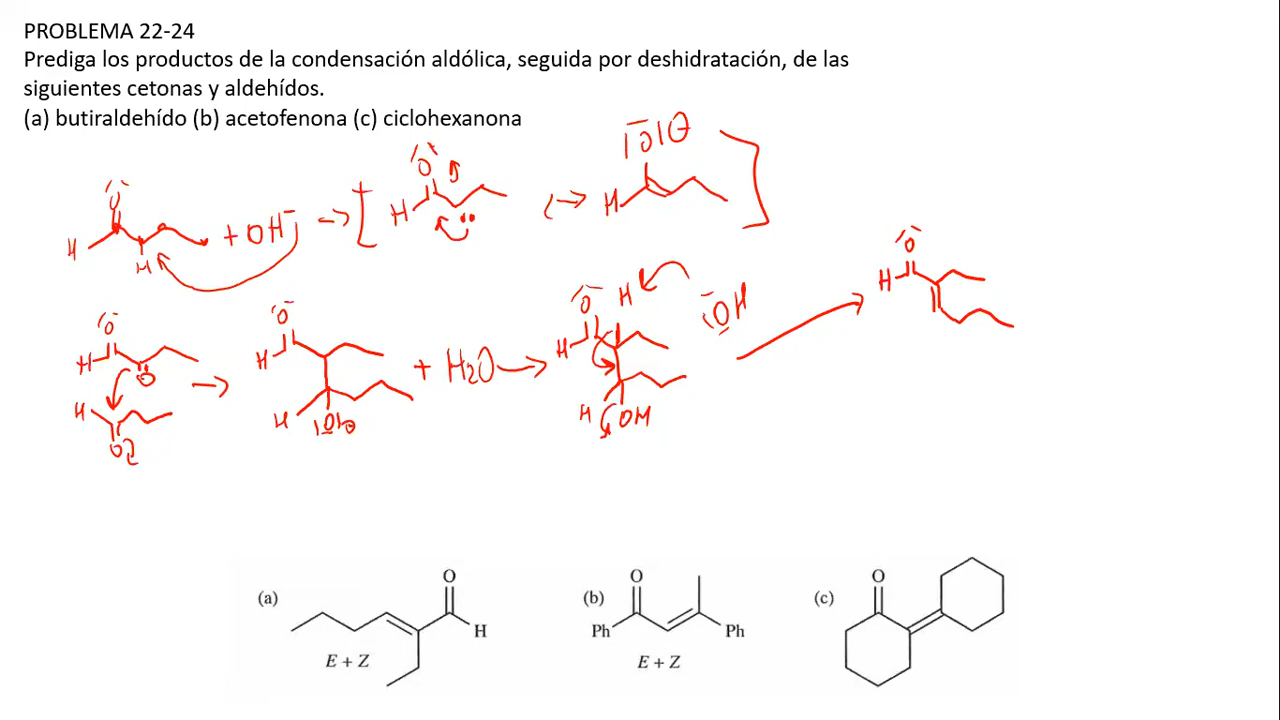 PROBLEMA 22-24
Prediga los productos de la condensación aldólica, seguida por deshidratación, de las
siguientes cetonas y aldehídos.
(a) butiraldehído (b) acetofenona (c) ciclohexanona
O
H
H
+ OH⁻
O
H
O
H
O
H
H
O
O
H
H
O
+ H2O
O
H
H
H
OH
OH
O
H
(a)
O
H
E + Z
(b)
O
Ph
Ph
E + Z
(c)
O